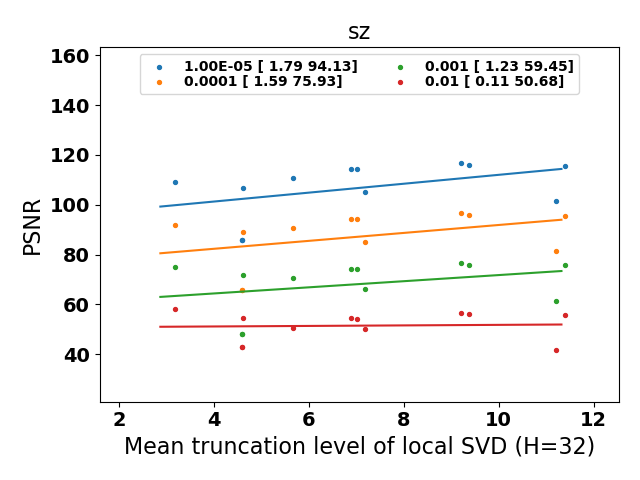 sz
1.00E-05 [ 1.79 94.13]
0.0001 [ 1.59 75.93]
0.001 [ 1.23 59.45]
0.01 [ 0.11 50.68]
PSNR
160
140
120
100
80
60
40
2 4 6 8 10 12
Mean truncation level of local SVD (H=32)